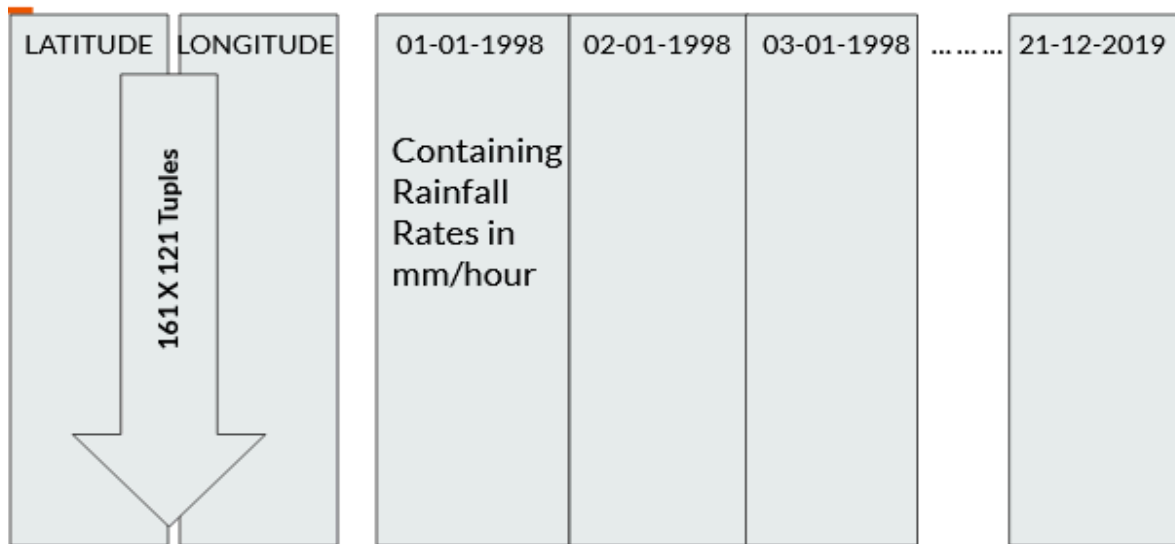 LATITUDE LONGITUDE 01-01-1998 02-01-1998 03-01-1998 ... ... ... 21-12-2019
161 X 121 Tuples
Containing
Rainfall
Rates in
mm/hour